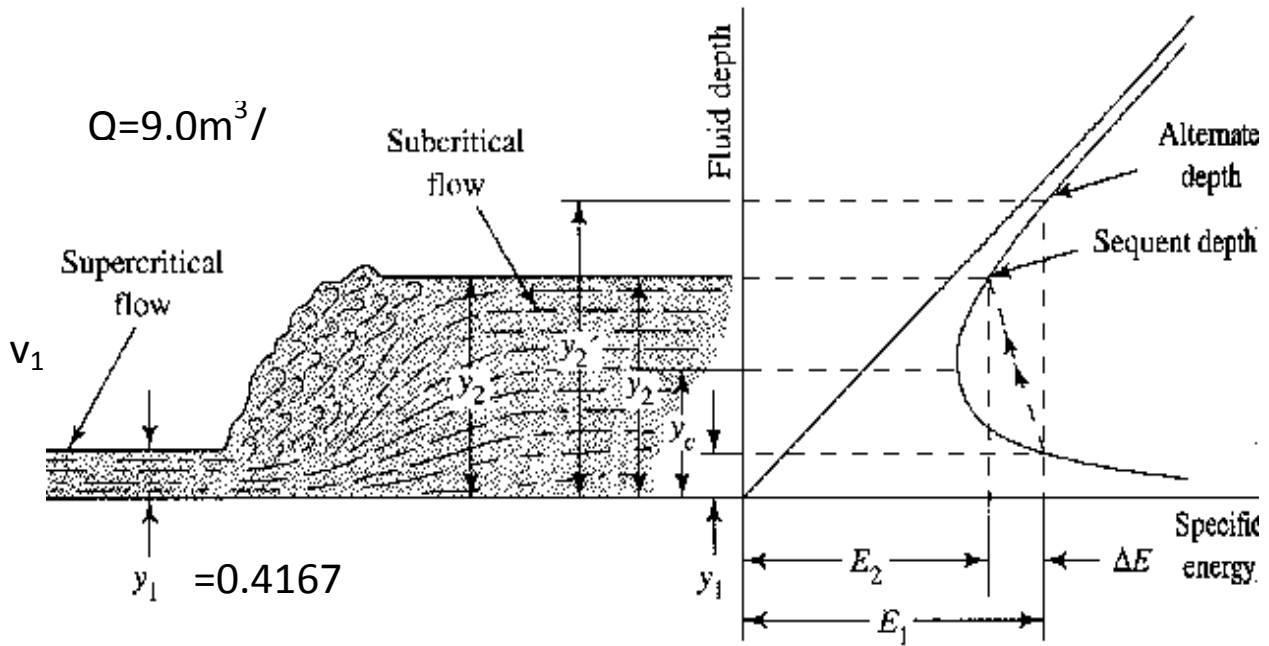 Q=9.0m³/
Subcritical
flow
Supercritical
flow
v₁
y₁ =0.4167
y₂
y₂′
y₂
y_c
y₁
Fluid depth
Alternate
depth
Sequent depth
E₂
ΔE
E₁
Specific
energy